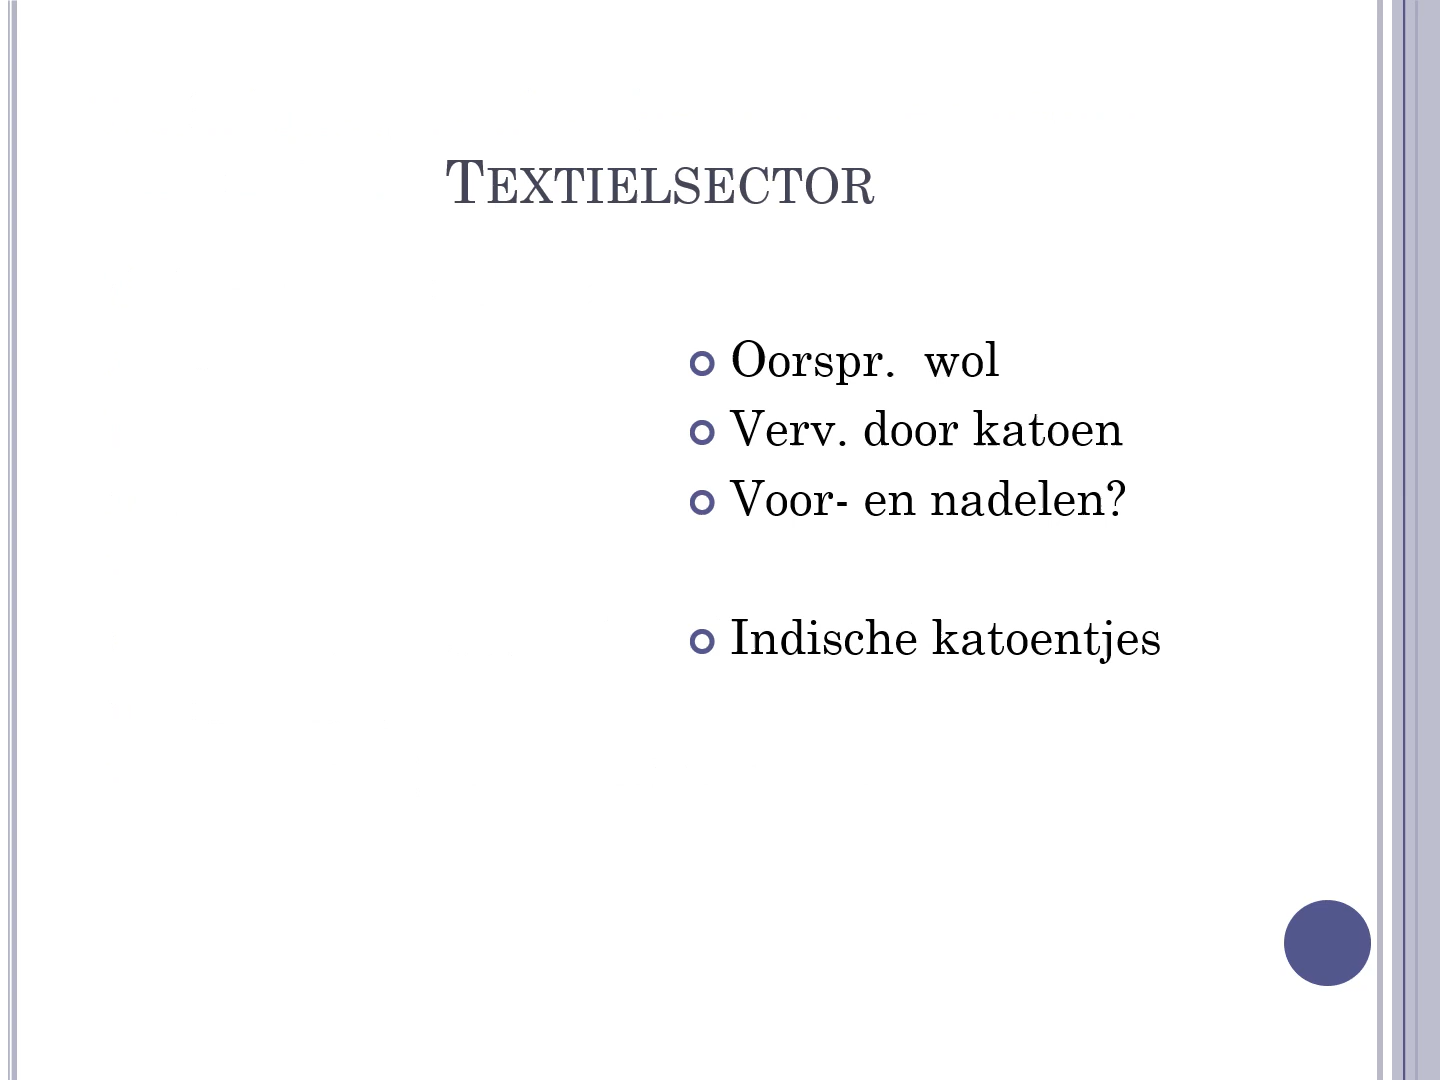 Textielsector
Oorspr. wol
Verv. door katoen
Voor- en nadelen?
Indische katoentjes